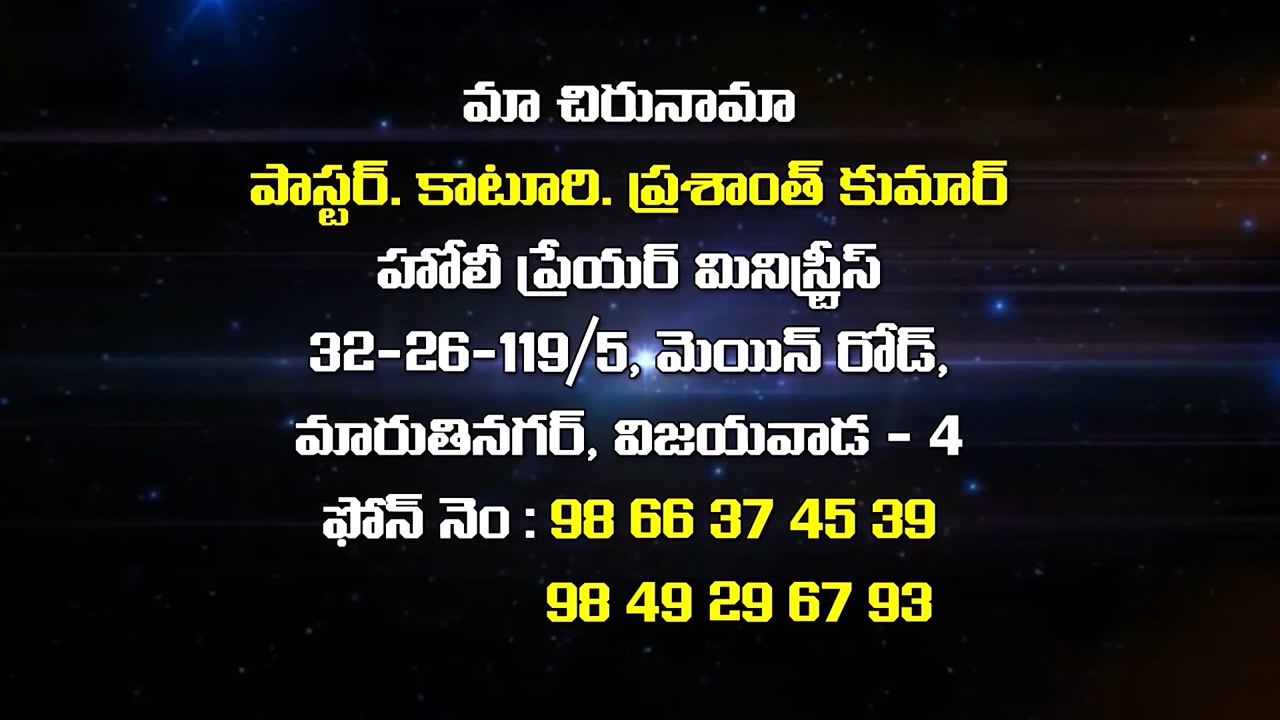 మా చిరునామా
పాస్టర్. కాటూరి. ప్రశాంత్ కుమార్
హోలీ ప్రేయర్ మినిస్ట్రీస్
32-26-119/5, మెయిన్ రోడ్,
మారుతినగర్, విజయవాడ - 4
ఫోన్ నెం : 98 66 37 45 39
98 49 29 67 93